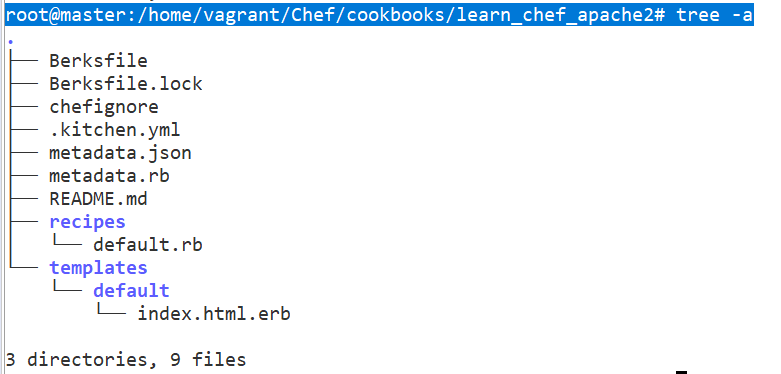 root@master:/home/vagrant/Chef/cookbooks/learn_chef_apache2# tree -a
.
├── Berksfile
├── Berksfile.lock
├── chefignore
├── .kitchen.yml
├── metadata.json
├── metadata.rb
├── README.md
├── recipes
│   └── default.rb
└── templates
    └── default
        └── index.html.erb

3 directories, 9 files